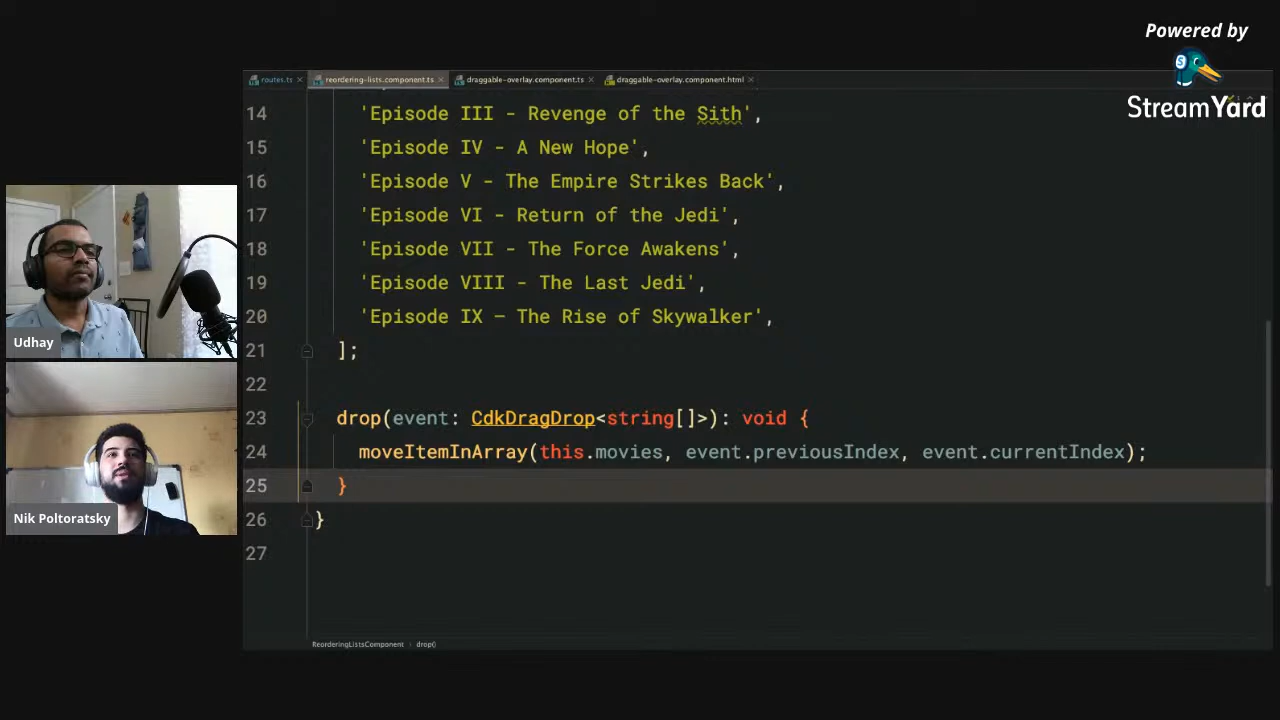 Powered by
StreamYard
routes.ts
reordering-lists.component.ts
draggable-overlay.component.ts
draggable-overlay.component.html
14 'Episode III - Revenge of the Sith',
15 'Episode IV - A New Hope',
16 'Episode V - The Empire Strikes Back',
17 'Episode VI - Return of the Jedi',
18 'Episode VII - The Force Awakens',
19 'Episode VIII - The Last Jedi',
20 'Episode IX – The Rise of Skywalker',
21 ];
22
23 drop(event: CdkDragDrop<string[]>): void {
24 moveItemInArray(this.movies, event.previousIndex, event.currentIndex);
25 }
26 }
27
ReorderingListsComponent › drop()
Udhay
Nik Poltoratsky